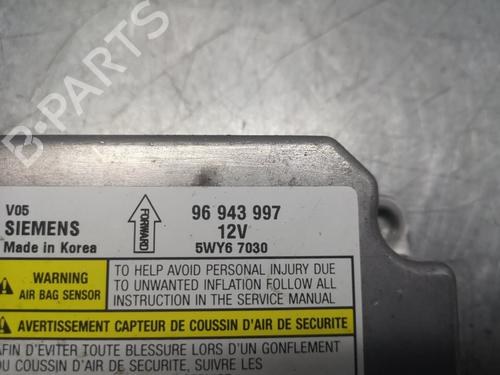 V05
SIEMENS
Made in Korea
FORWARD
96 943 997
12V
5WY6 7030
WARNING
AIR BAG SENSOR
TO HELP AVOID PERSONAL INJURY DUE
TO UNWANTED INFLATION FOLLOW ALL
INSTRUCTION IN THE SERVICE MANUAL
AVERTISSEMENT CAPTEUR DE COUSSIN D'AIR DE SECURITE
AFIN D'ÉVITER TOUTE BLESSURE LORS D'UN GONFLEMENT
DU COUSSIN D'AIR DE SECURITE, SUIVRE LES